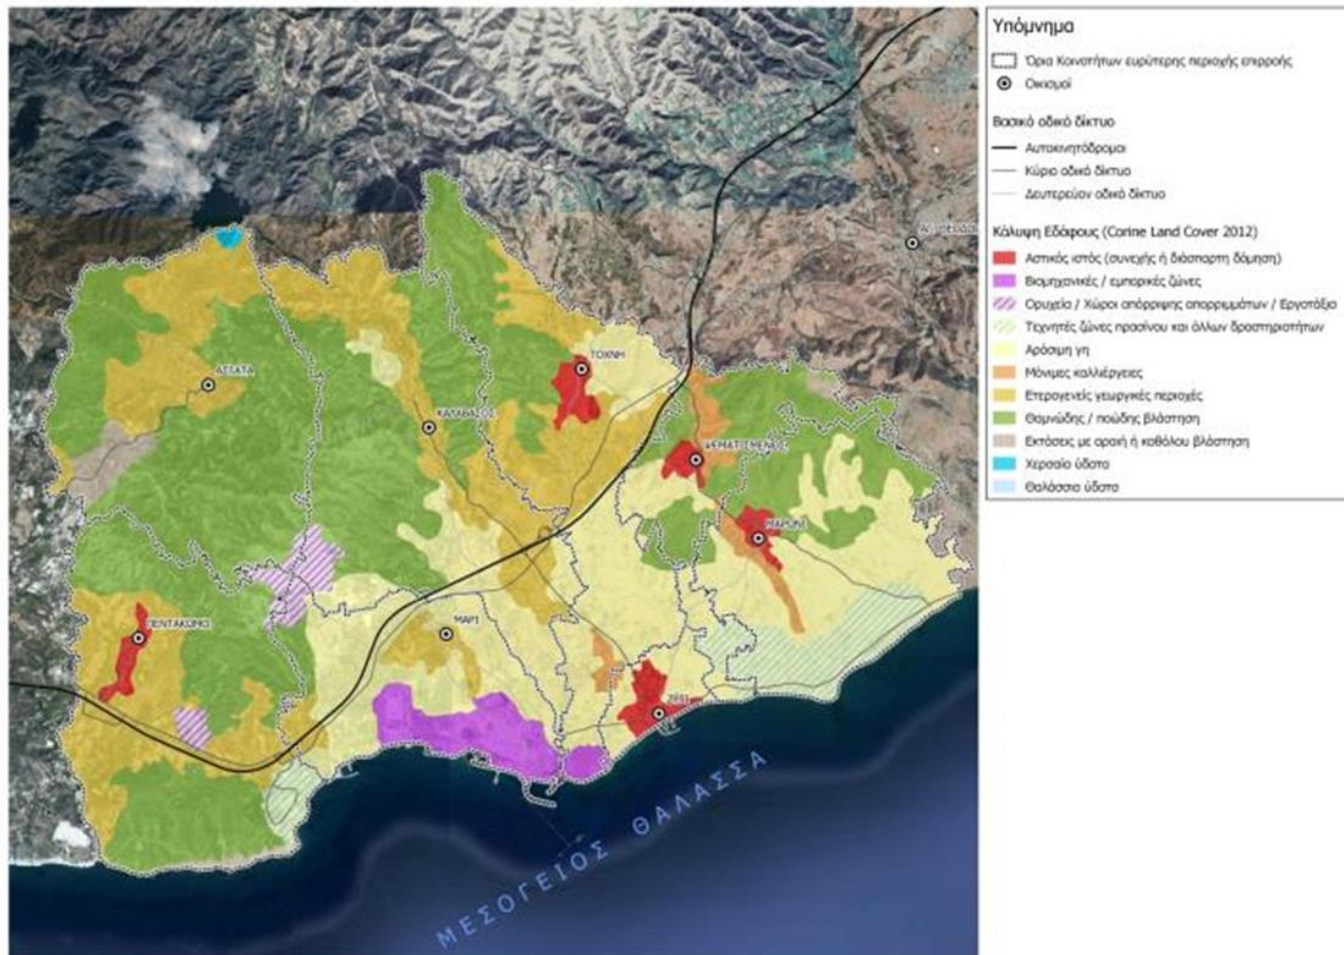 Υπόμνημα
Όρια Κοινοτήτων ευρύτερης περιοχής επιρροής
Οικισμοί
Βασικό οδικό δίκτυο
Αυτοκινητόδρομοι
Κύριο οδικό δίκτυο
Δευτερεύον οδικό δίκτυο
Κάλυψη Εδάφους (Corine Land Cover 2012)
Αστικός ιστός (συνεχής ή διάσπαρτη δόμηση)
Βιομηχανικές / εμπορικές ζώνες
Ορυχεία / Χώροι απόρριψης απορριμμάτων / Εργοτάξια
Τεχνητές ζώνες πρασίνου και άλλων δραστηριοτήτων
Αρόσιμη γη
Μόνιμες καλλιέργειες
Ετερογενείς γεωργικές περιοχές
Θαμνώδης / ποώδης βλάστηση
Εκτάσεις με αραιή ή καθόλου βλάστηση
Χερσαία ύδατα
Θαλάσσια ύδατα
ΤΟΧΝΗ
ΑΣΓΑΤΑ
ΚΑΛΑΒΑΣΟΣ
ΨΕΜΑΤΙΣΜΕΝΟΣ
ΜΑΡΩΝΙ
ΠΕΝΤΑΚΩΜΟ
ΜΑΡΙ
ΖΥΓΙ
ΜΕΣΟΓΕΙΟΣ ΘΑΛΑΣΣΑ